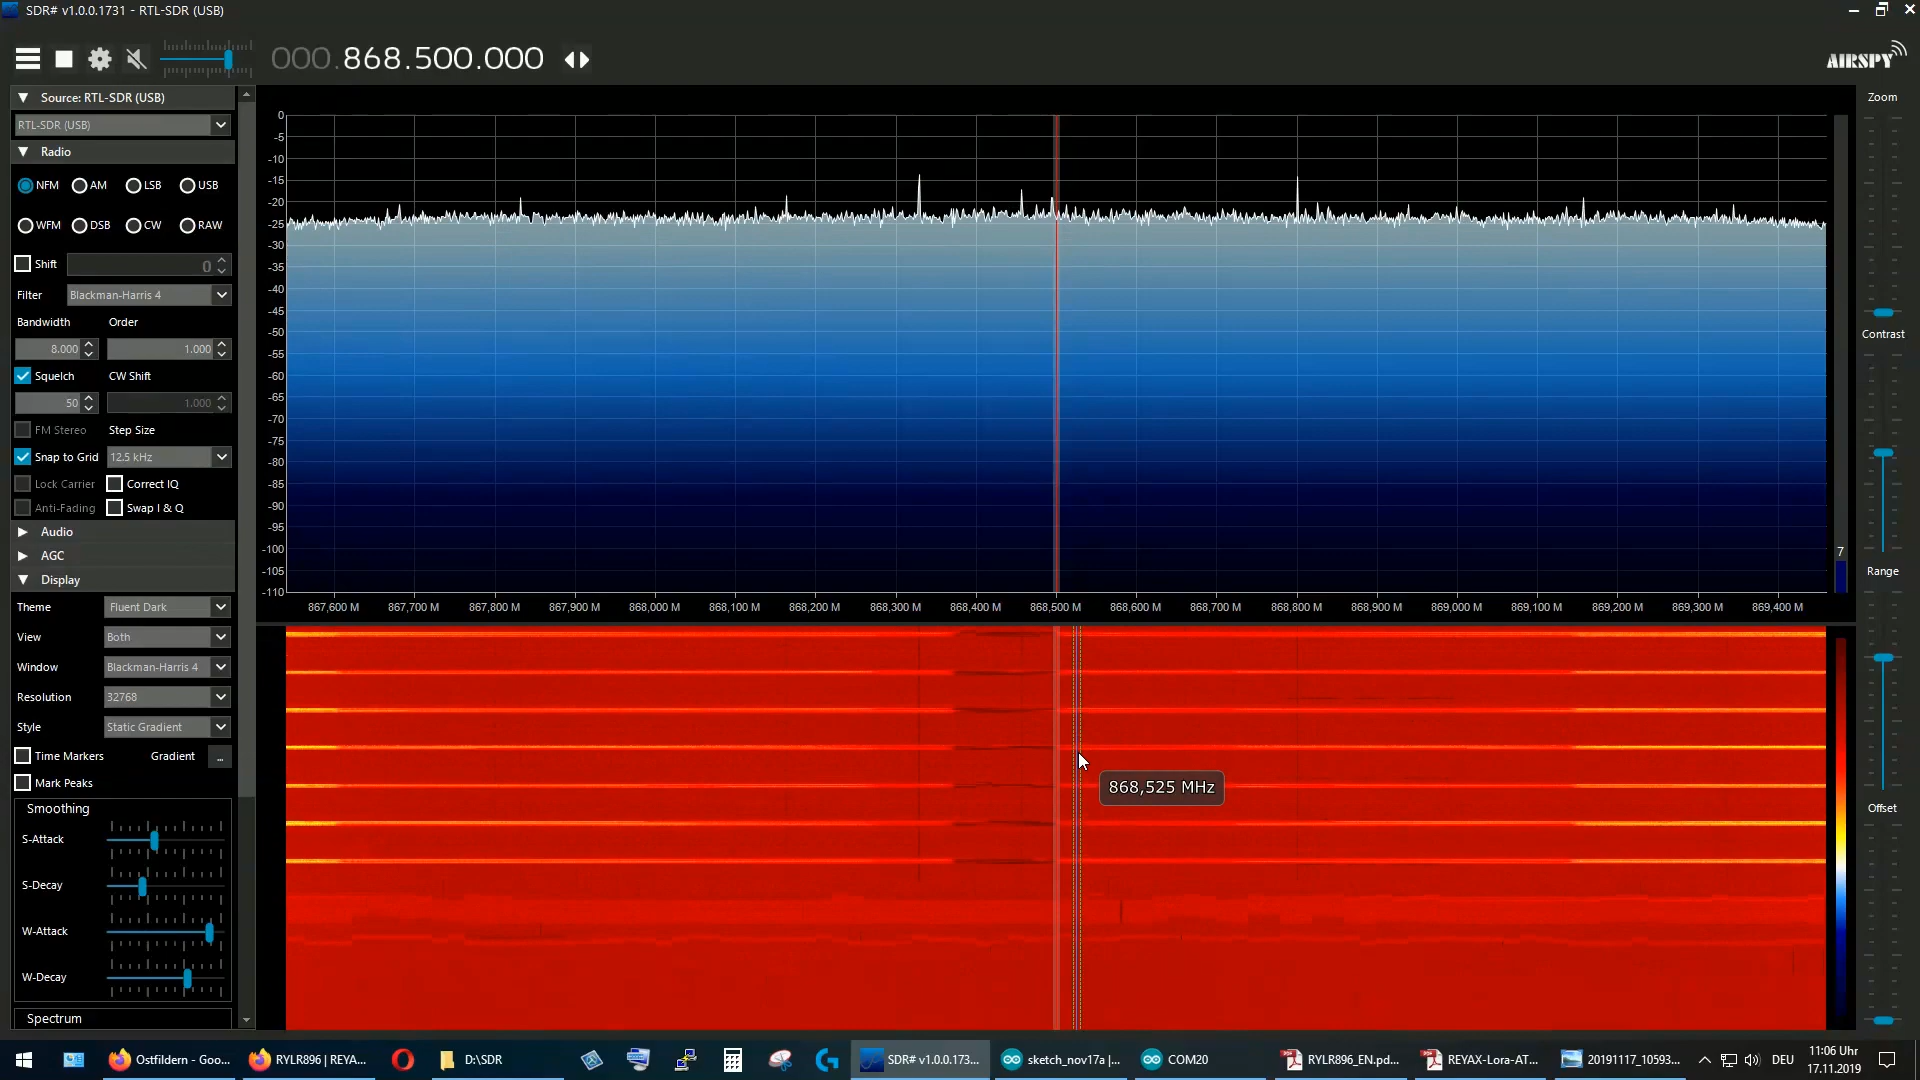 SDR# v1.0.0.1731 - RTL-SDR (USB)
000.868.500.000
AIRSPY
Source: RTL-SDR (USB)
RTL-SDR (USB)
Radio
NFM AM LSB USB
WFM DSB CW RAW
Shift 0
Filter Blackman-Harris 4
Bandwidth Order
8.000 1.000
Squelch CW Shift
50 1.000
FM Stereo Step Size
Snap to Grid 12.5 kHz
Lock Carrier Correct IQ
Anti-Fading Swap I & Q
Audio
AGC
Display
Theme Fluent Dark
View Both
Window Blackman-Harris 4
Resolution 32768
Style Static Gradient
Time Markers Gradient ...
Mark Peaks
Smoothing
S-Attack
S-Decay
W-Attack
W-Decay
Spectrum
0
-5
-10
-15
-20
-25
-30
-35
-40
-45
-50
-55
-60
-65
-70
-75
-80
-85
-90
-95
-100
-105
-110
867,600 M 867,700 M 867,800 M 867,900 M 868,000 M 868,100 M 868,200 M 868,300 M 868,400 M 868,500 M 868,600 M 868,700 M 868,800 M 868,900 M 869,000 M 869,100 M 869,200 M 869,300 M 869,400 M
868,525 MHz
7
Zoom
Contrast
Range
Offset
Ostfildern - Goo...
RYLR896 | REYA...
D:\SDR
SDR# v1.0.0.173...
sketch_nov17a |...
COM20
RYLR896_EN.pd...
REYAX-Lora-AT...
20191117_10593...
DEU
11:06 Uhr
17.11.2019